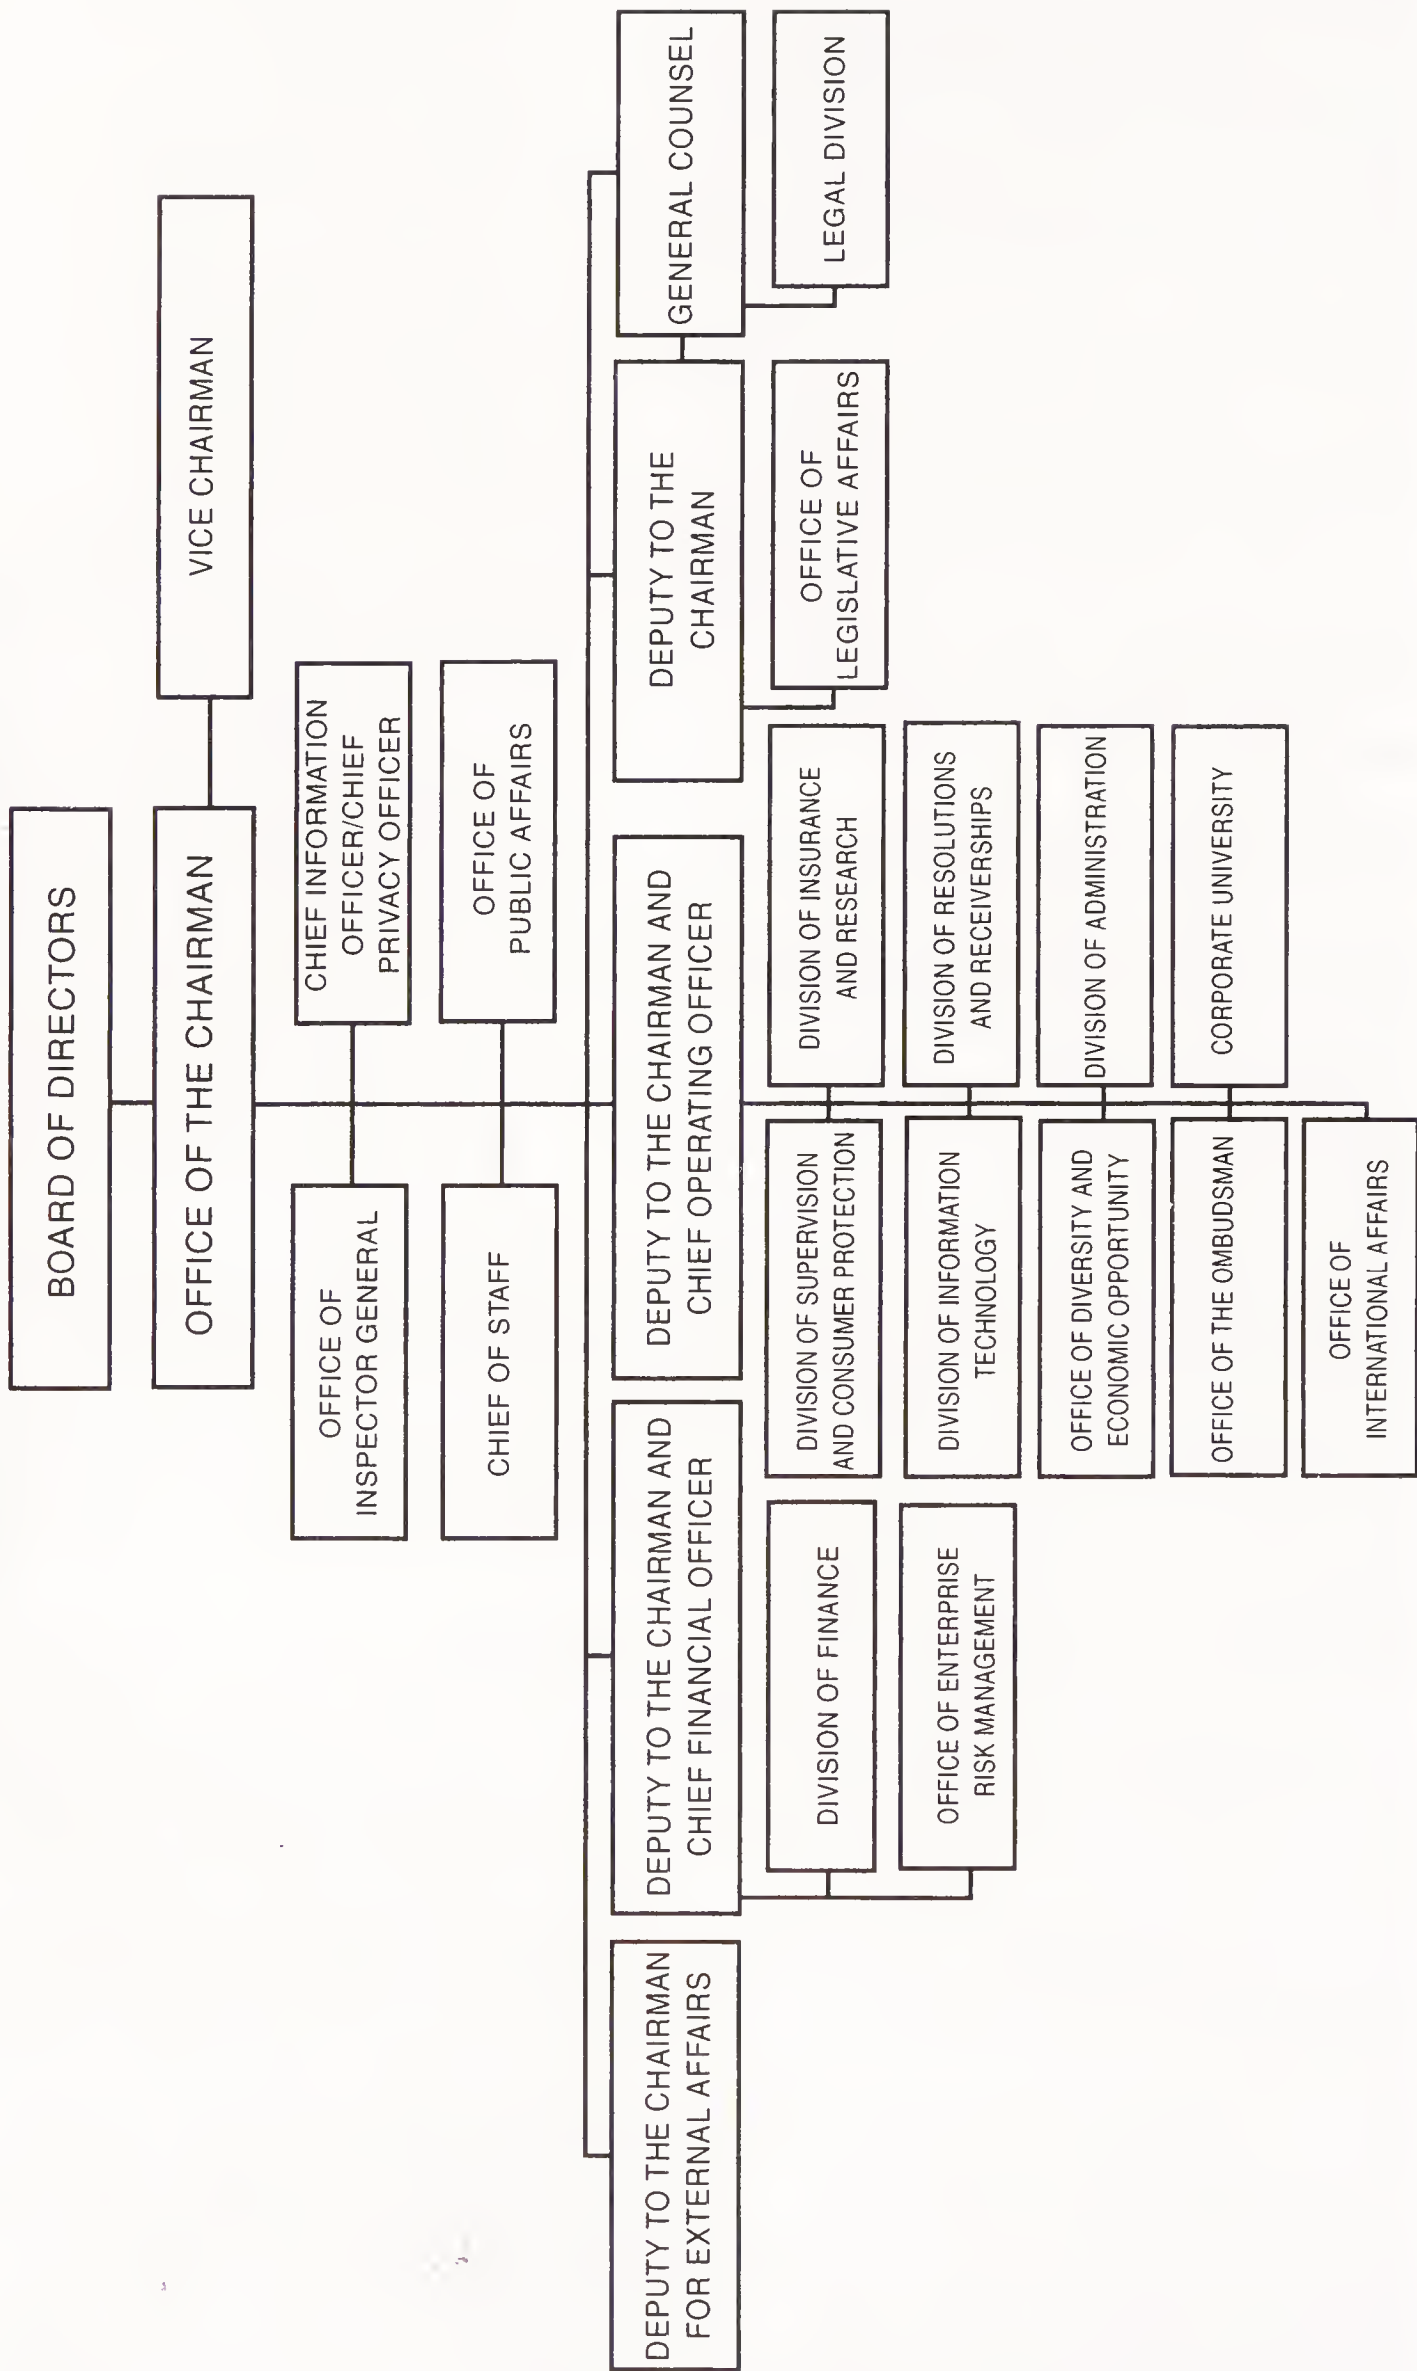 BOARD OF DIRECTORS
OFFICE OF THE CHAIRMAN
VICE CHAIRMAN
OFFICE OF
INSPECTOR GENERAL
CHIEF INFORMATION
OFFICER/CHIEF
PRIVACY OFFICER
CHIEF OF STAFF
OFFICE OF
PUBLIC AFFAIRS
DEPUTY TO THE CHAIRMAN
FOR EXTERNAL AFFAIRS
DEPUTY TO THE CHAIRMAN AND
CHIEF FINANCIAL OFFICER
DEPUTY TO THE CHAIRMAN AND
CHIEF OPERATING OFFICER
DEPUTY TO THE
CHAIRMAN
GENERAL COUNSEL
DIVISION OF FINANCE
OFFICE OF ENTERPRISE
RISK MANAGEMENT
DIVISION OF SUPERVISION
AND CONSUMER PROTECTION
DIVISION OF INSURANCE
AND RESEARCH
DIVISION OF INFORMATION
TECHNOLOGY
DIVISION OF RESOLUTIONS
AND RECEIVERSHIPS
OFFICE OF DIVERSITY AND
ECONOMIC OPPORTUNITY
DIVISION OF ADMINISTRATION
OFFICE OF THE OMBUDSMAN
CORPORATE UNIVERSITY
OFFICE OF
INTERNATIONAL AFFAIRS
OFFICE OF
LEGISLATIVE AFFAIRS
LEGAL DIVISION